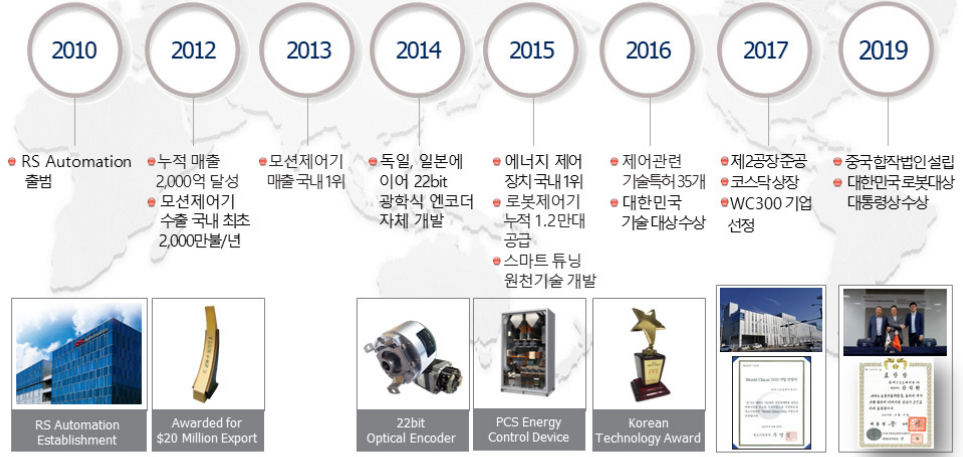 2010
2012
2013
2014
2015
2016
2017
2019
RS Automation
출범
누적 매출
2,000억 달성
모션제어기
수출 국내 최초
2,000만불/년
모션제어기
매출 국내 1위
독일, 일본에
이어 22bit
광학식 엔코더
자체 개발
에너지 제어
장치 국내 1위
로봇제어기
누적 1.2만대
공급
스마트 튜닝
원천기술 개발
제어관련
기술특허 35개
대한민국
기술 대상 수상
제2공장 준공
코스닥 상장
WC300 기업
선정
중국 합작법인 설립
대한민국 로봇대상
대통령상 수상
RS Automation
Establishment
Awarded for
$20 Million Export
22bit
Optical Encoder
PCS Energy
Control Device
Korean
Technology Award
표 창 장